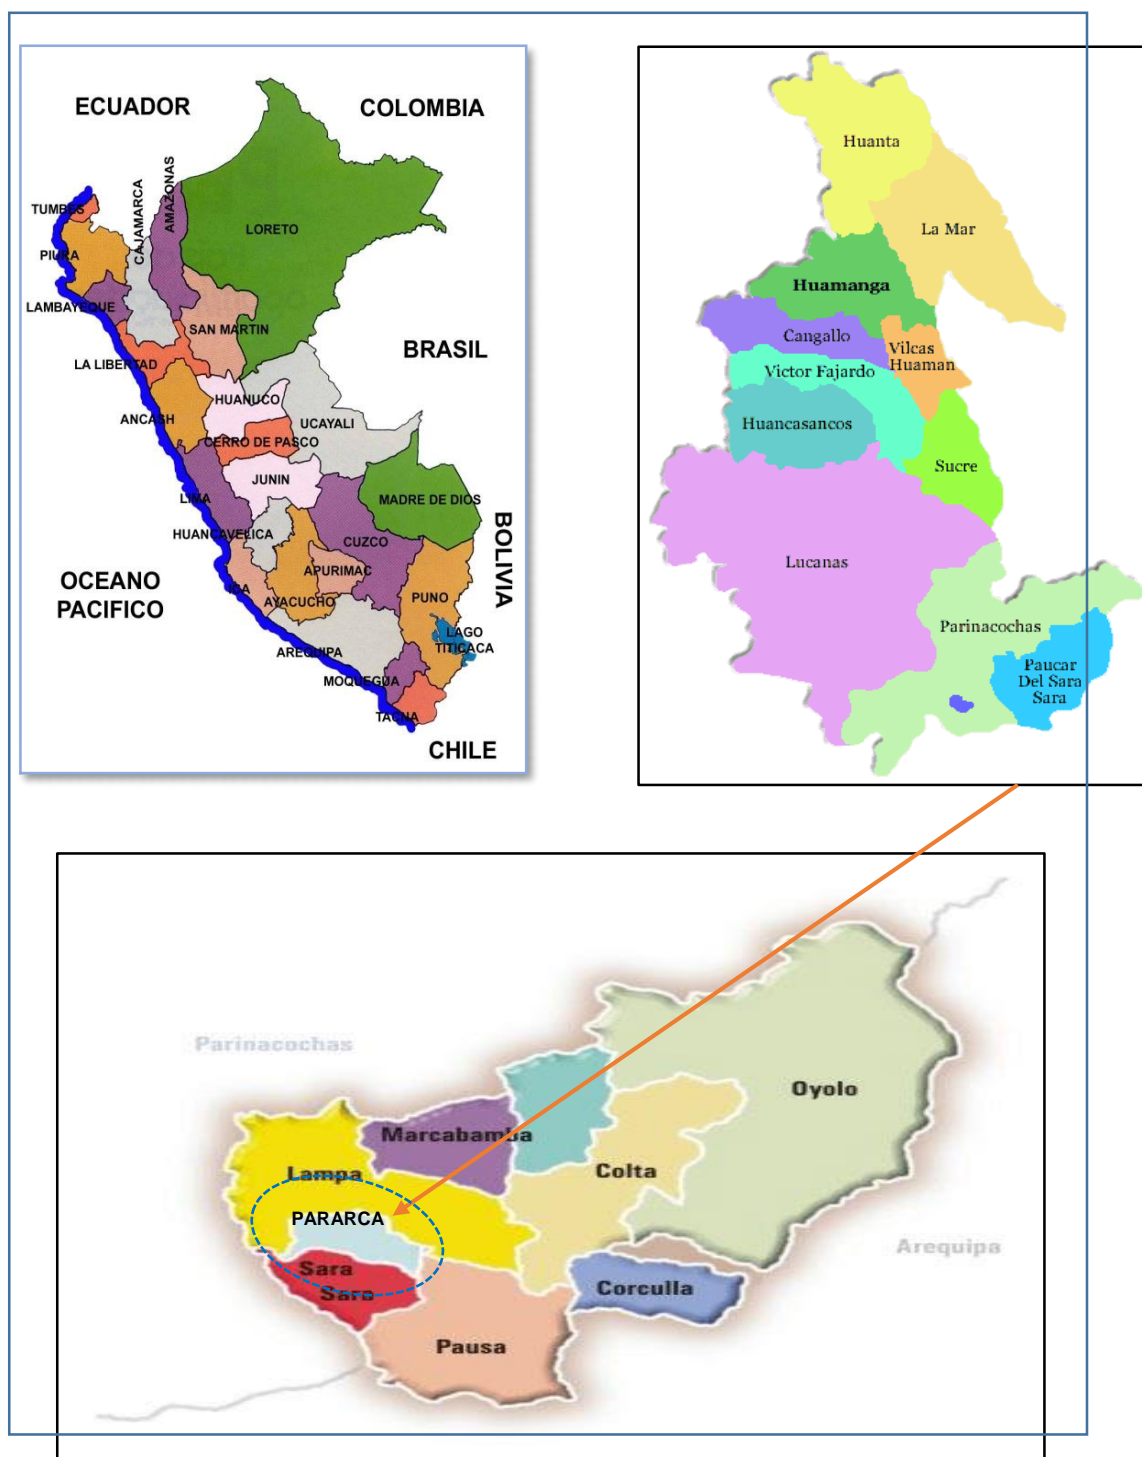 ECUADOR
COLOMBIA
TUMBES
PIURA
LAMBAYEQUE
CAJAMARCA
AMAZONAS
LORETO
SAN MARTIN
LA LIBERTAD
BRASIL
HUANUCO
ANCASH
UCAYALI
CERRO DE PASCO
JUNIN
LIMA
MADRE DE DIOS
HUANCAVELICA
CUZCO
BOLIVIA
OCEANO
PACIFICO
APURIMAC
ICA
AYACUCHO
PUNO
LAGO
TITICACA
AREQUIPA
MOQUEGUA
TACNA
CHILE
Huanta
La Mar
Huamanga
Cangallo
Vilcas
Huaman
Victor Fajardo
Huancasancos
Sucre
Lucanas
Parinacochas
Paucar
Del Sara
Sara
Parinacochas
Oyolo
Marcabamba
Lampa
Colta
PARARCA
Arequipa
Sara
Sara
Corculla
Pausa